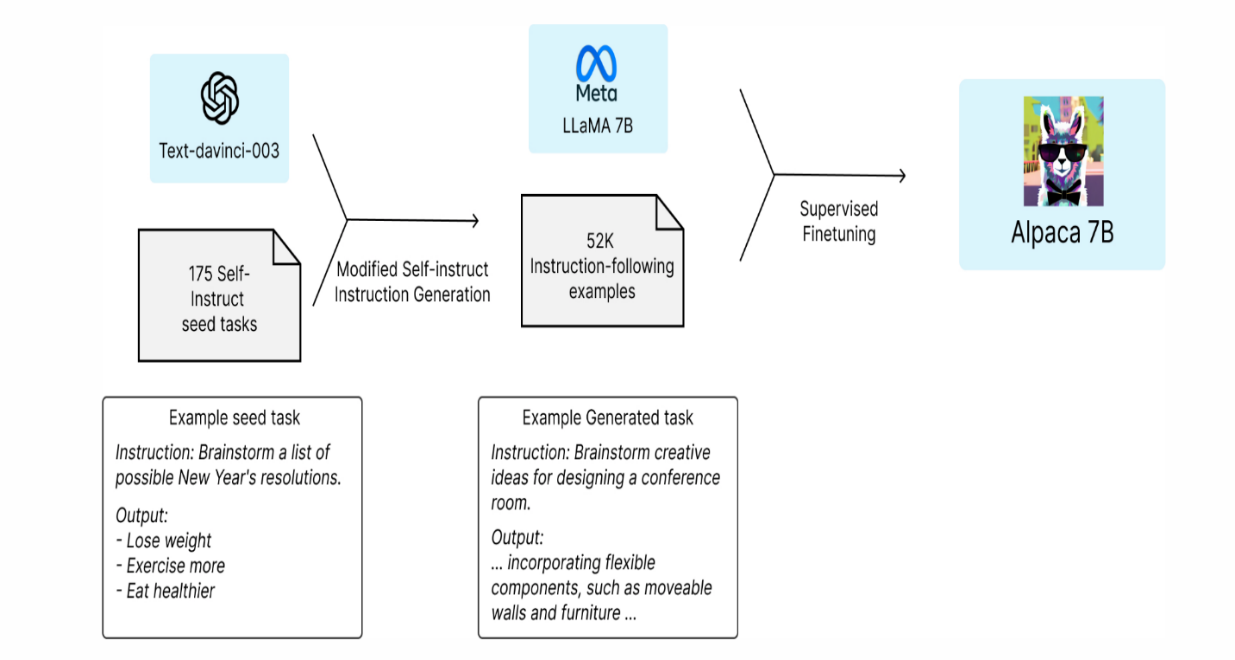 Text-davinci-003
175 Self-
Instruct
seed tasks
Modified Self-instruct
Instruction Generation
Meta
LLaMA 7B
52K
Instruction-following
examples
Supervised
Finetuning
Alpaca 7B
Example seed task
Instruction: Brainstorm a list of
possible New Year's resolutions.
Output:
- Lose weight
- Exercise more
- Eat healthier
Example Generated task
Instruction: Brainstorm creative
ideas for designing a conference
room.
Output:
... incorporating flexible
components, such as moveable
walls and furniture ...